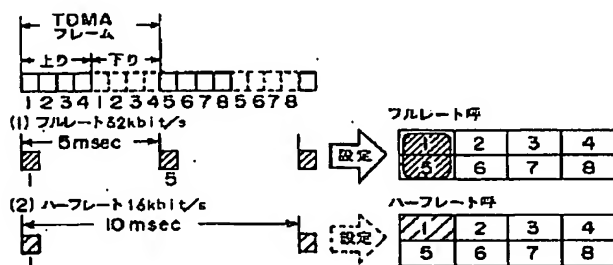 TDMA
フレーム
上り 下り
1 2 3 4 1 2 3 4 5 6 7 8 5 6 7 8
(1) フルレート32kbit/s
5msec
1 5
設定
フルレート呼
1 2 3 4
5 6 7 8
(2) ハーフレート16kbit/s
10msec
1
設定
ハーフレート呼
1 2 3 4
5 6 7 8